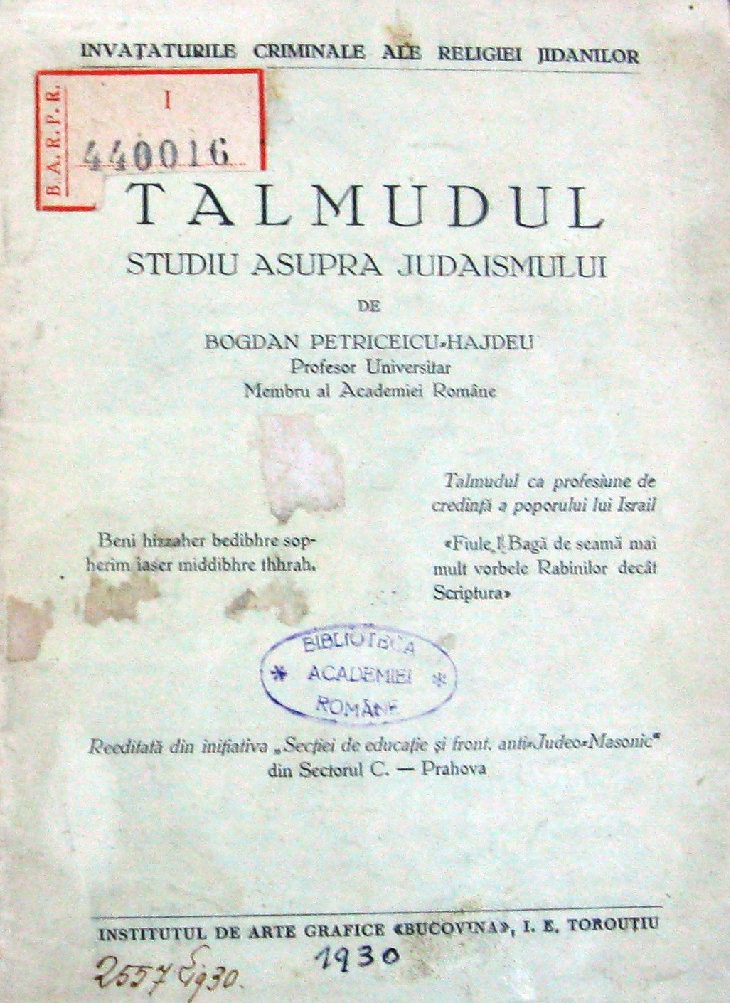 INVAȚATURILE CRIMINALE ALE RELIGIEI JIDANILOR
B. A. R. P. R.
I
440016
TALMUDUL
STUDIU ASUPRA JUDAISMULUI
DE
BOGDAN PETRICEICU-HAJDEU
Profesor Universitar
Membru al Academiei Române
Talmudul ca profesiune de
credință a poporului lui Israil
Beni hizzaher bedibhre sop-
herim iaser middibhre thhrah.
«Fiule ! Bagă de seamă mai
mult vorbele Rabinilor decât
Scriptura»
BIBLIOTECA
* ACADEMIEI *
ROMÂNE
Reeditată din inițiativa „Secției de educație și front. anti-Judeo-Masonic“
din Sectorul C. — Prahova
INSTITUTUL DE ARTE GRAFICE «BUCOVINA», I. E. TOROUȚIU
1930
2557 1930.